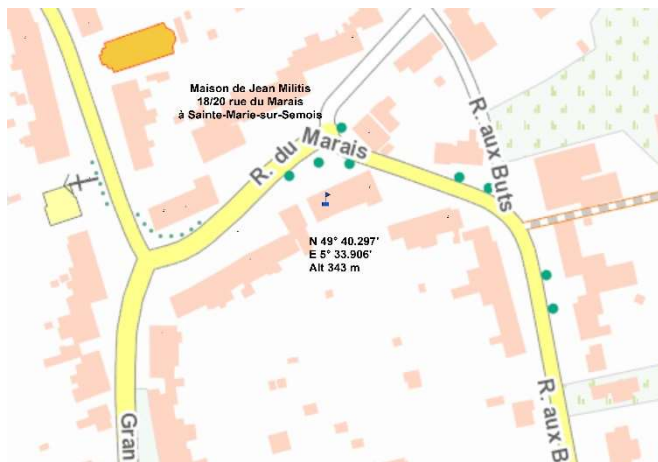 Maison de Jean Militis
18/20 rue du Marais
à Sainte-Marie-sur-Semois
R. du Marais
R. aux Buts
N 49° 40.297'
E 5° 33.906'
Alt 343 m
Gran
R. aux B